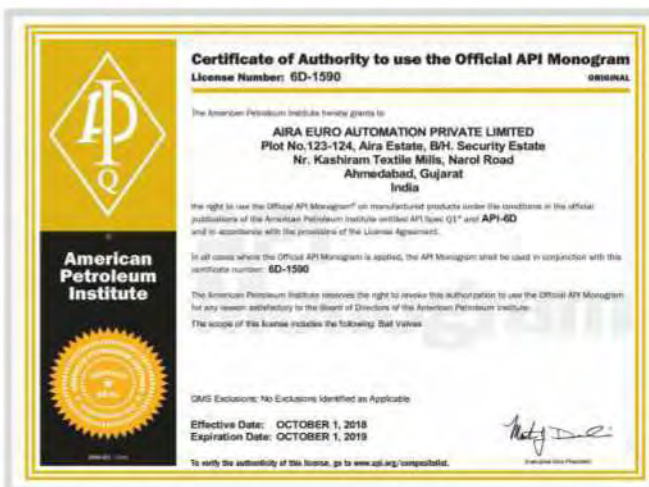 Certificate of Authority to use the Official API Monogram
License Number: 6D-1590
ORIGINAL
The American Petroleum Institute hereby grants to
AIRA EURO AUTOMATION PRIVATE LIMITED
Plot No.123-124, Aira Estate, B/H. Security Estate
Nr. Kashiram Textile Mills, Narol Road
Ahmedabad, Gujarat
India
the right to use the Official API Monogram® on manufactured products under the conditions in the official
publications of the American Petroleum Institute entitled API Spec Q1® and API-6D
and in accordance with the provisions of the License Agreement.
In all cases where the Official API Monogram is applied, the API Monogram shall be used in conjunction with this
certificate number: 6D-1590
The American Petroleum Institute reserves the right to revoke this authorization to use the Official API Monogram
for any reason satisfactory to the Board of Directors of the American Petroleum Institute.
The scope of this license includes the following: Ball Valves
QMS Exclusions: No Exclusions Identified as Applicable
Effective Date: OCTOBER 1, 2018
Expiration Date: OCTOBER 1, 2019
To verify the authenticity of this license, go to www.api.org/compositelist.
Executive Vice President
API
Q
American
Petroleum
Institute